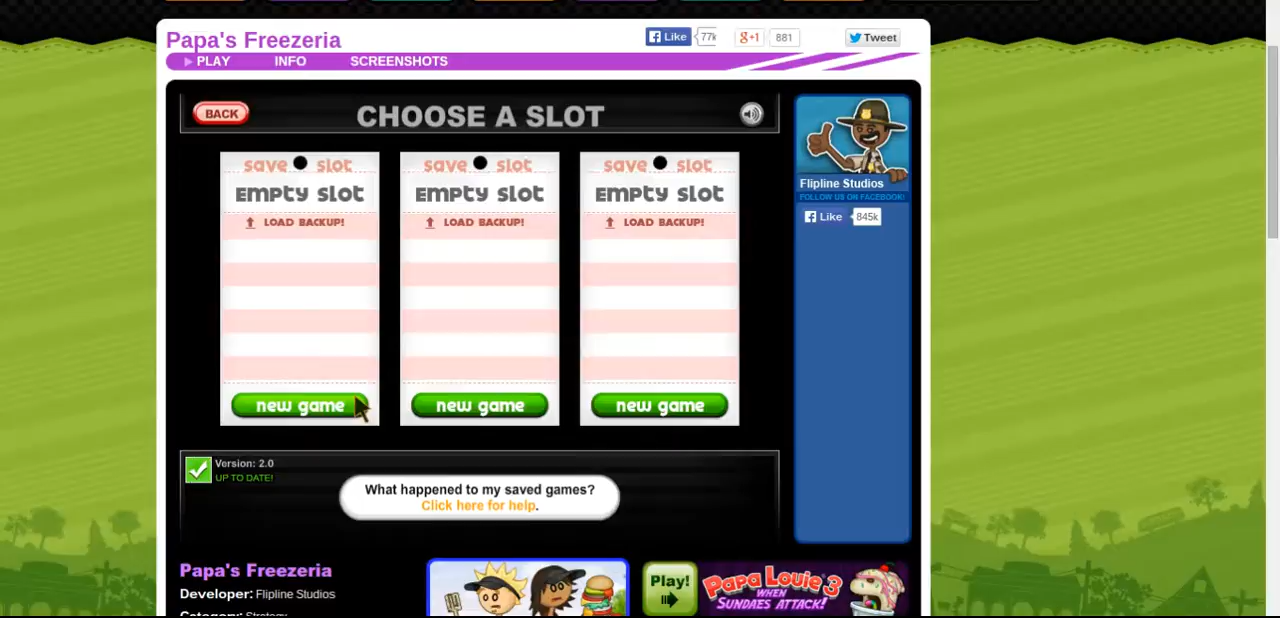 Papa's Freezeria
Like 77k
g+1 881
Tweet
PLAY INFO SCREENSHOTS
BACK
CHOOSE A SLOT
save slot
EMPTY SLOT
LOAD BACKUP!
new game
save slot
EMPTY SLOT
LOAD BACKUP!
new game
save slot
EMPTY SLOT
LOAD BACKUP!
new game
Flipline Studios
FOLLOW US ON FACEBOOK!
Like 845k
Version: 2.0
UP TO DATE!
What happened to my saved games?
Click here for help.
Papa's Freezeria
Developer: Flipline Studios
Category: Strategy
Play!
PAPA LOUIE 3
WHEN
SUNDAES ATTACK!